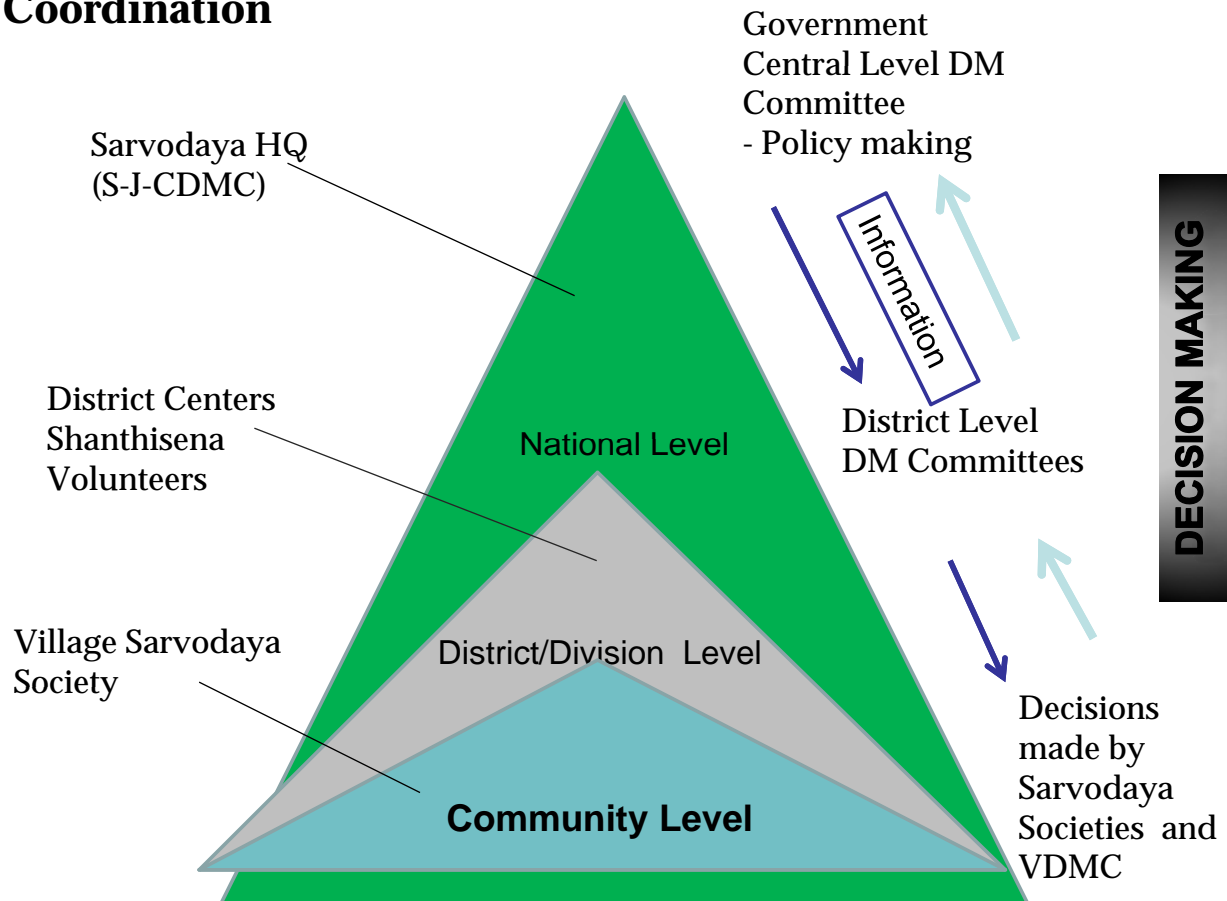 Coordination
Government
Central Level DM
Committee
- Policy making
Sarvodaya HQ
(S-J-CDMC)
Information
DECISION MAKING
District Centers
Shanthisena
Volunteers
National Level
District Level
DM Committees
Village Sarvodaya
Society
District/Division  Level
Community Level
Decisions
made by
Sarvodaya
Societies  and
VDMC